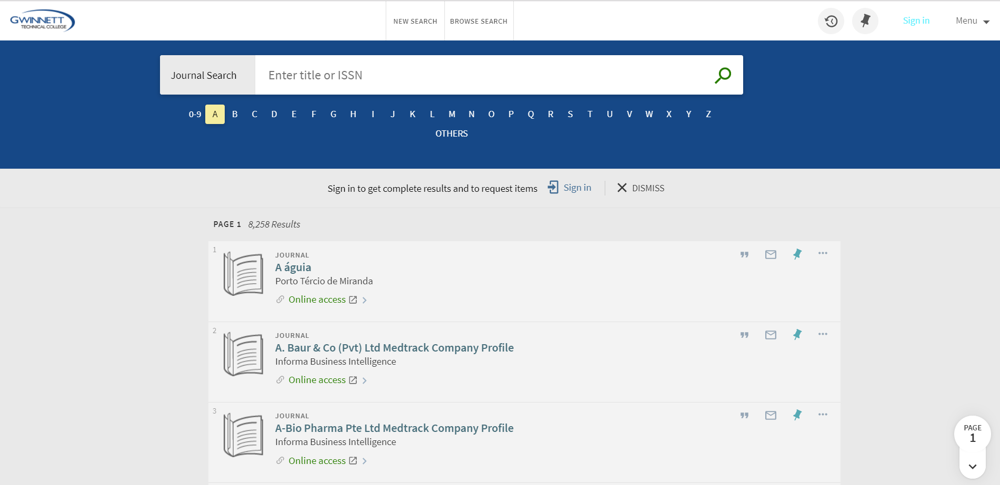 GWINNETT
TECHNICAL COLLEGE
NEW SEARCH
BROWSE SEARCH
Sign in
Menu
Journal Search
Enter title or ISSN
0-9 A B C D E F G H I J K L M N O P Q R S T U V W X Y Z
OTHERS
Sign in to get complete results and to request items
Sign in
DISMISS
PAGE 1 8,258 Results
1
JOURNAL
A águia
Porto Tércio de Miranda
Online access
2
JOURNAL
A. Baur & Co (Pvt) Ltd Medtrack Company Profile
Informa Business Intelligence
Online access
3
JOURNAL
A-Bio Pharma Pte Ltd Medtrack Company Profile
Informa Business Intelligence
Online access
PAGE
1